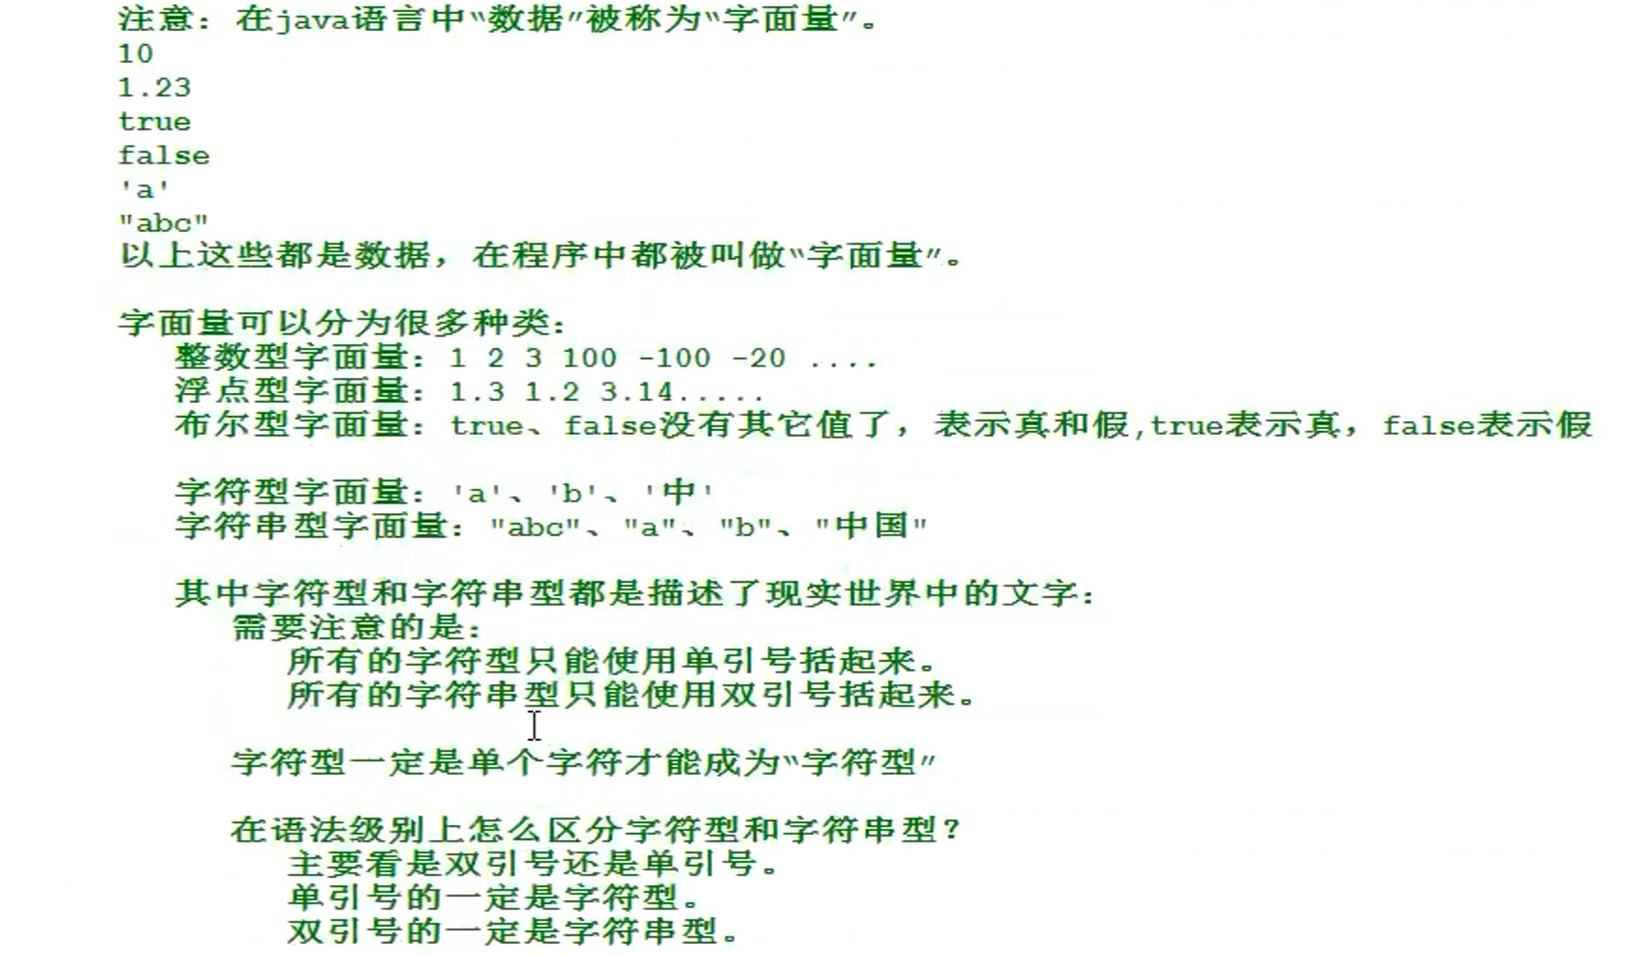 注意：在java语言中“数据”被称为“字面量”。
10
1.23
true
false
'a'
"abc"
以上这些都是数据，在程序中都被叫做“字面量”。
字面量可以分为很多种类：
整数型字面量：1 2 3 100 -100 -20 ....
浮点型字面量：1.3 1.2 3.14.....
布尔型字面量：true、false没有其它值了，表示真和假,true表示真，false表示假
字符型字面量：'a'、'b'、'中'
字符串型字面量："abc"、"a"、"b"、"中国"
其中字符型和字符串型都是描述了现实世界中的文字：
需要注意的是：
所有的字符型只能使用单引号括起来。
所有的字符串型只能使用双引号括起来。
字符型一定是单个字符才能成为“字符型”
在语法级别上怎么区分字符型和字符串型？
主要看是双引号还是单引号。
单引号的一定是字符型。
双引号的一定是字符串型。